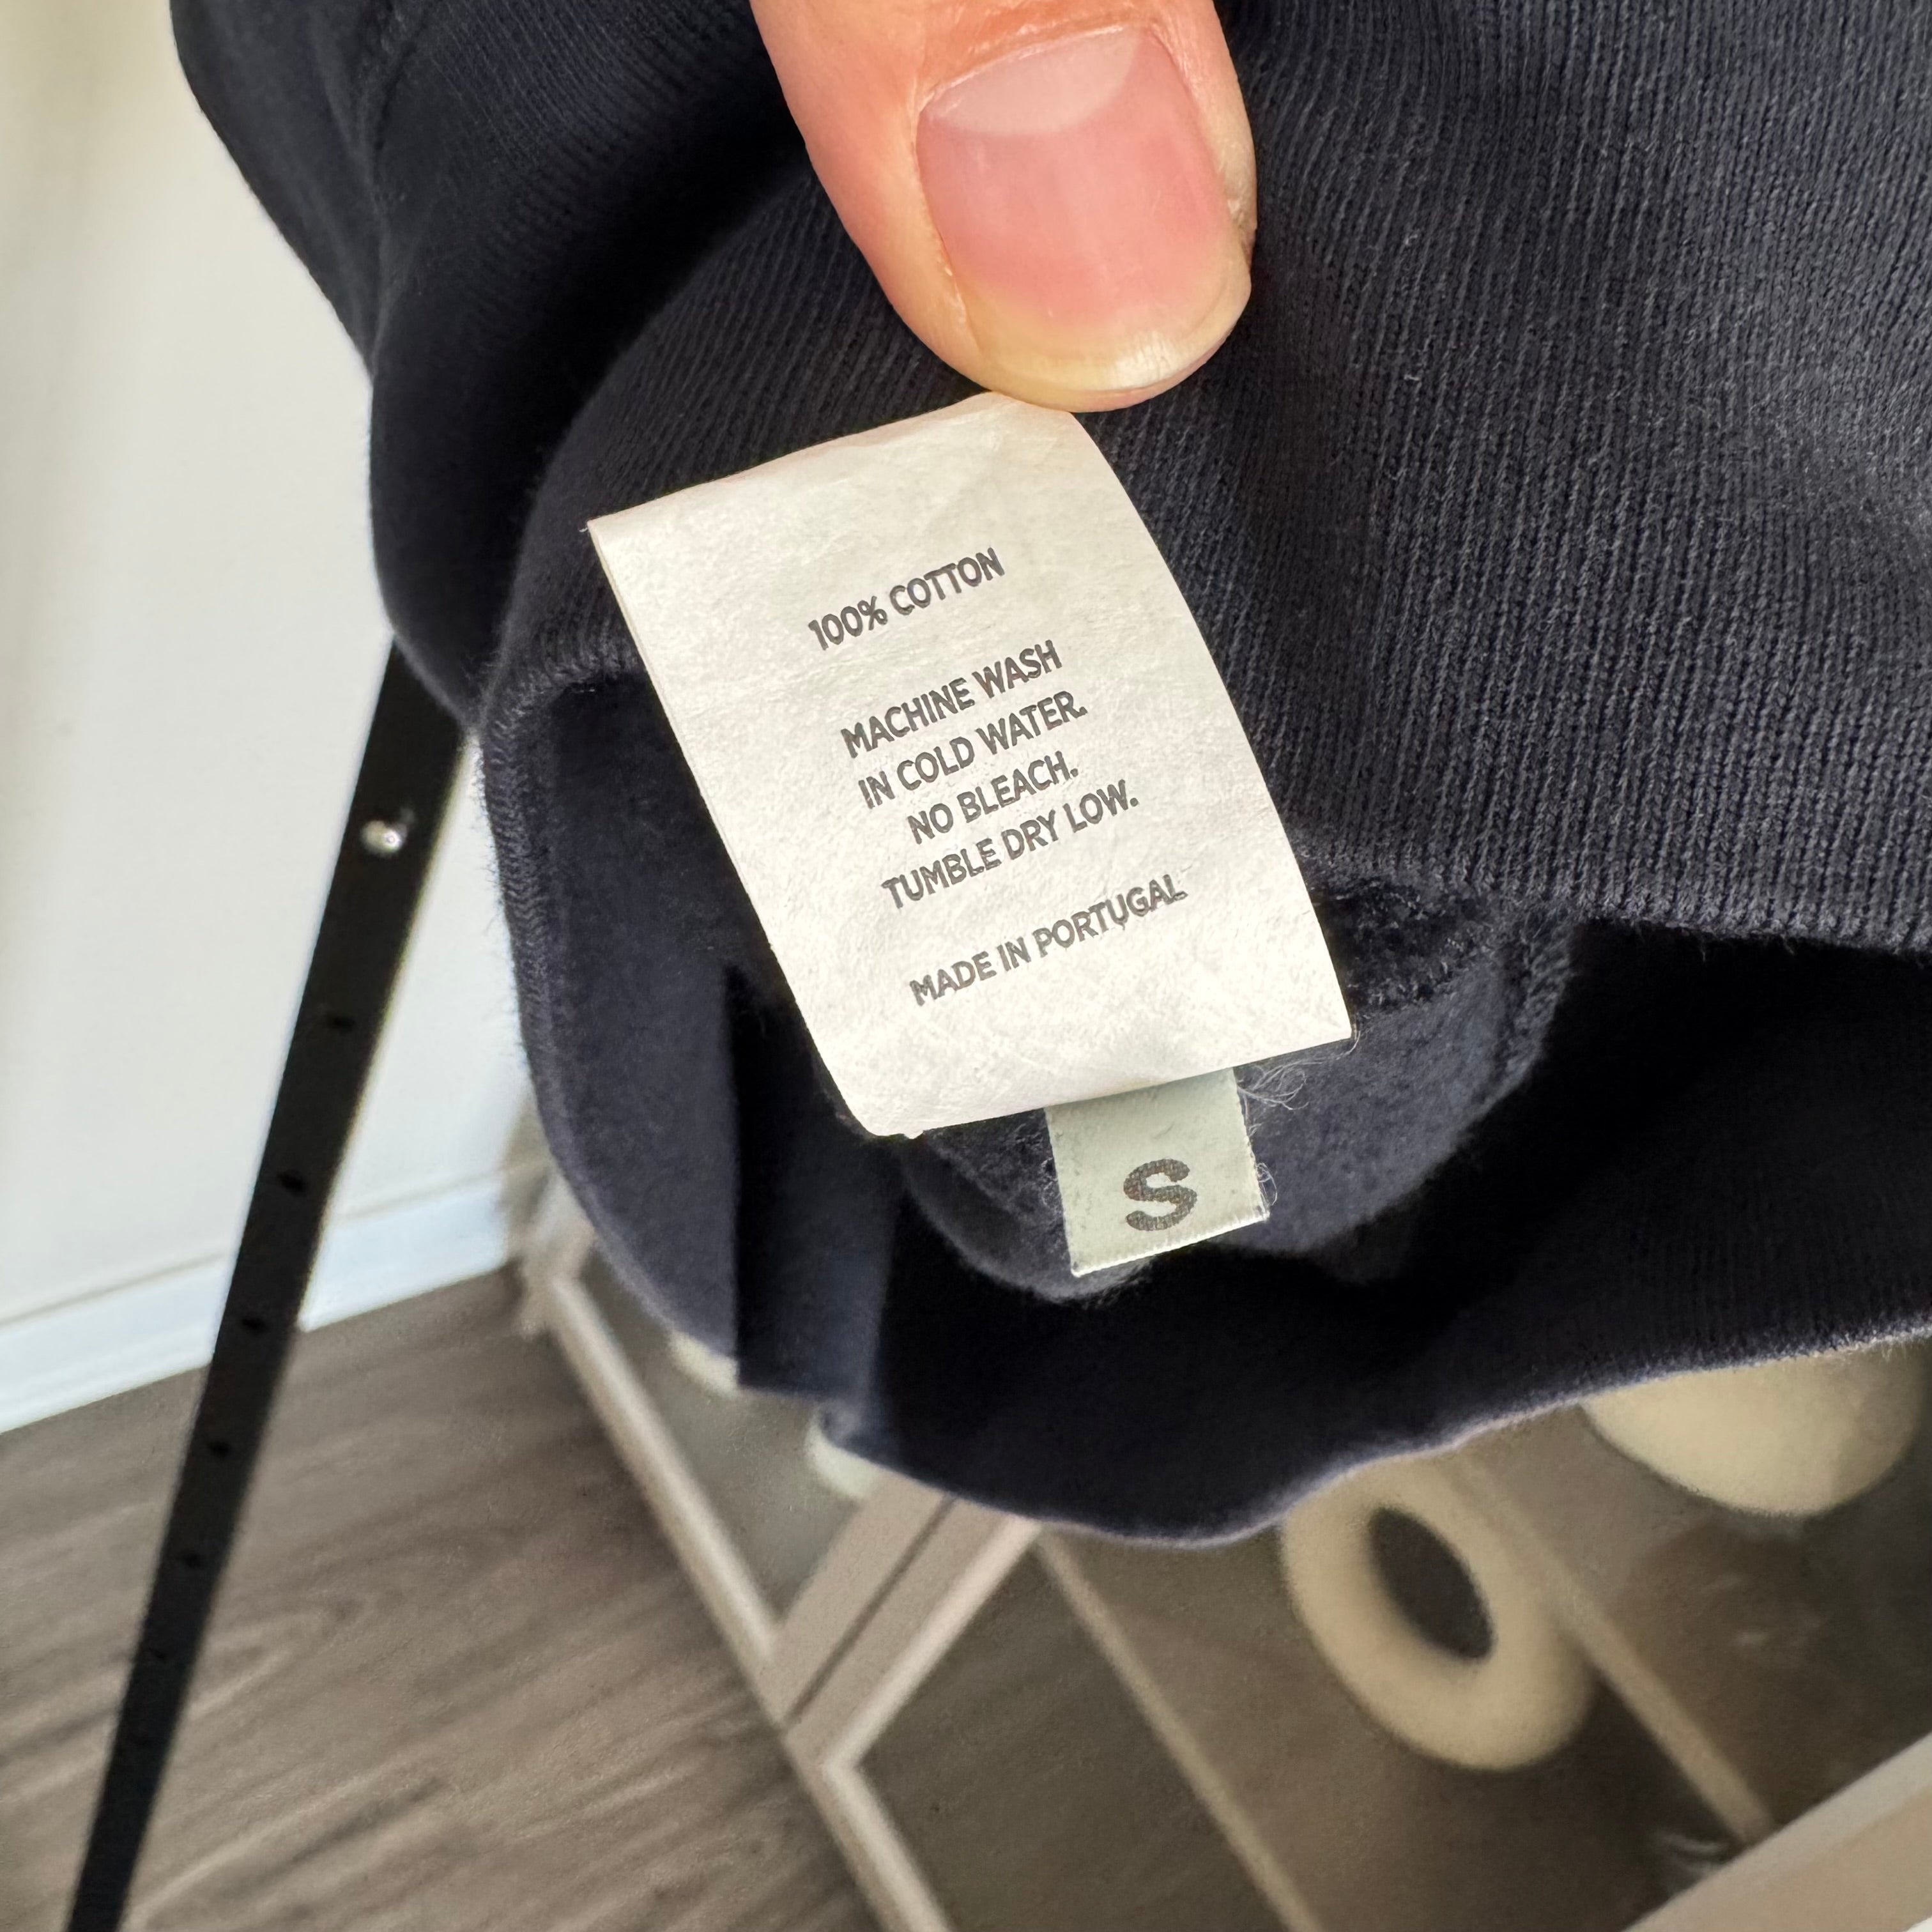 100% COTTON
MACHINE WASH
IN COLD WATER.
NO BLEACH.
TUMBLE DRY LOW.
MADE IN PORTUGAL
S